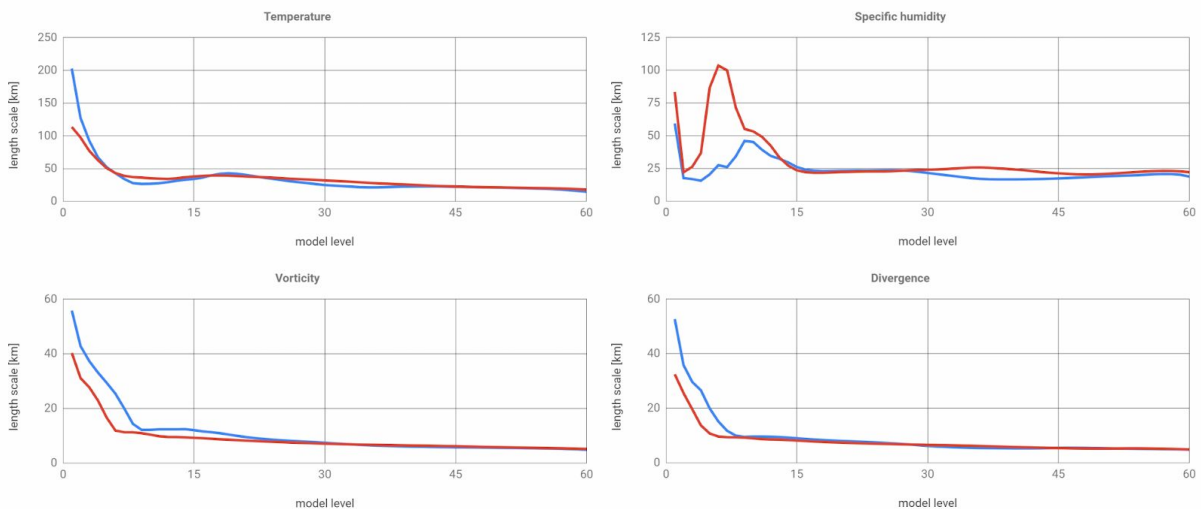 Temperature
250
200
150
100
50
0
length scale [km]
0 15 30 45 60
model level
Specific humidity
125
100
75
50
25
0
length scale [km]
0 15 30 45 60
model level
Vorticity
60
40
20
0
length scale [km]
0 15 30 45 60
model level
Divergence
60
40
20
0
length scale [km]
0 15 30 45 60
model level